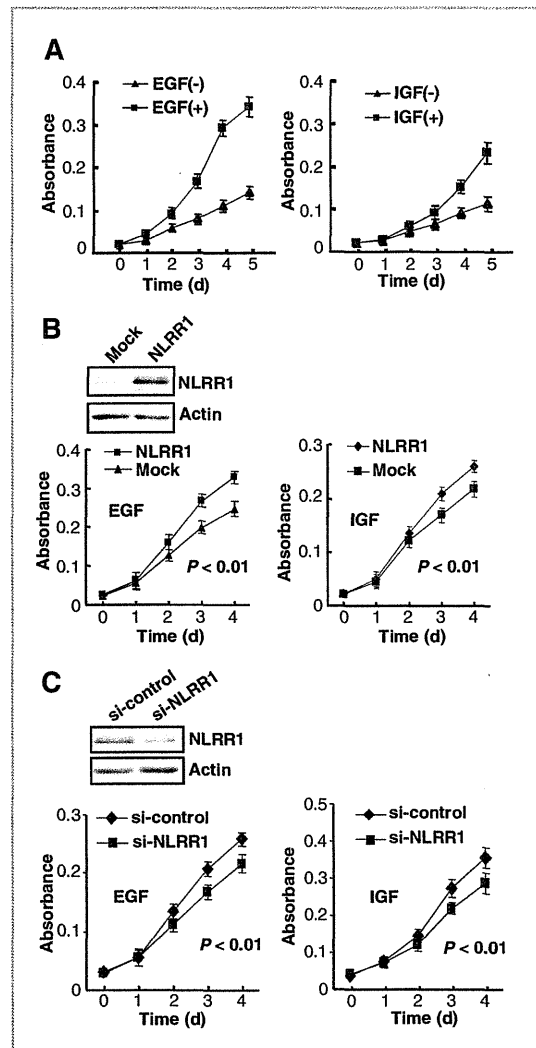 A
EGF(-)
EGF(+)
Absorbance
0.4
0.3
0.2
0.1
0
0 1 2 3 4 5
Time (d)
IGF(-)
IGF(+)
Absorbance
0.4
0.3
0.2
0.1
0
0 1 2 3 4 5
Time (d)
B
Mock
NLRR1
NLRR1
Actin
NLRR1
Mock
Absorbance
0.4
0.3
0.2
0.1
0
EGF
P < 0.01
0 1 2 3 4
Time (d)
NLRR1
Mock
Absorbance
0.3
0.2
0.1
0
IGF
P < 0.01
0 1 2 3 4
Time (d)
C
si-control
si-NLRR1
NLRR1
Actin
si-control
si-NLRR1
Absorbance
0.3
0.2
0.1
0
EGF
P < 0.01
0 1 2 3 4
Time (d)
si-control
si-NLRR1
Absorbance
0.5
0.4
0.3
0.2
0.1
0
IGF
P < 0.01
0 1 2 3 4
Time (d)